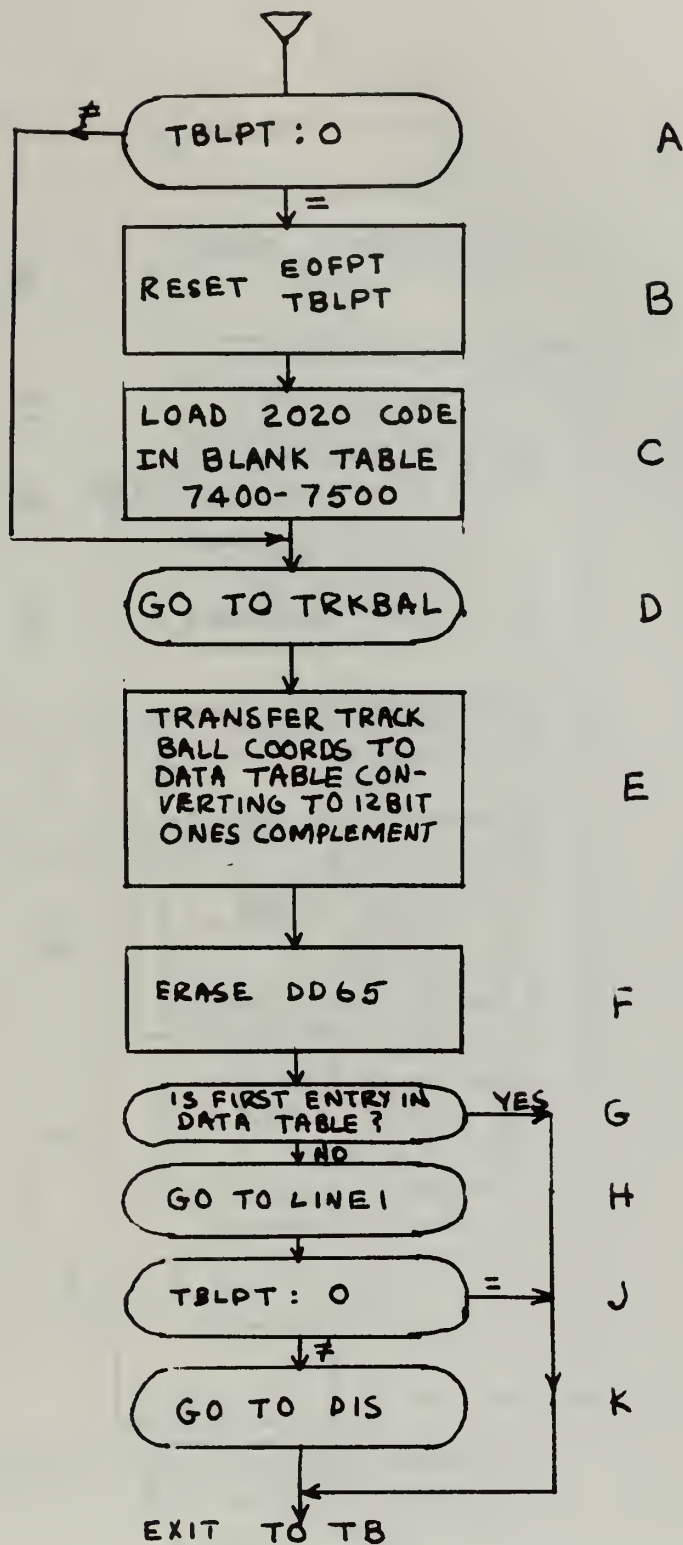 ≠
TBLPT : 0
A
=
RESET EOFPT
TBLPT
B
LOAD 2020 CODE
IN BLANK TABLE
7400-7500
C
GO TO TRKBAL
D
TRANSFER TRACK
BALL COORDS TO
DATA TABLE CON-
VERTING TO 12BIT
ONES COMPLEMENT
E
ERASE DD65
F
IS FIRST ENTRY IN
DATA TABLE ?
YES
G
NO
GO TO LINE1
H
TBLPT : 0
=
J
≠
GO TO DIS
K
EXIT TO TB